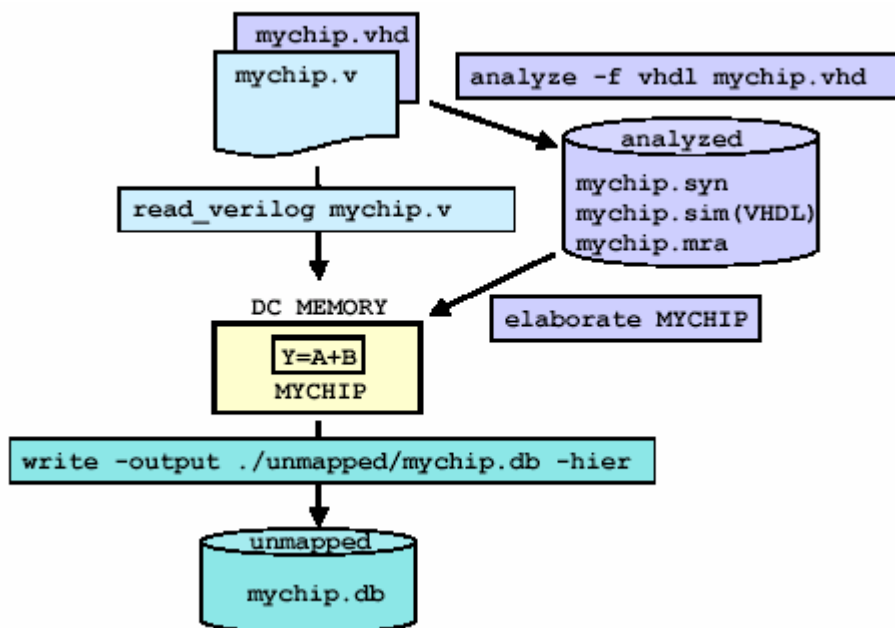 mychip.vhd
mychip.v
analyze -f vhdl mychip.vhd
analyzed
mychip.syn
mychip.sim(VHDL)
mychip.mra
read_verilog mychip.v
elaborate MYCHIP
DC MEMORY
Y=A+B
MYCHIP
write -output ./unmapped/mychip.db -hier
unmapped
mychip.db